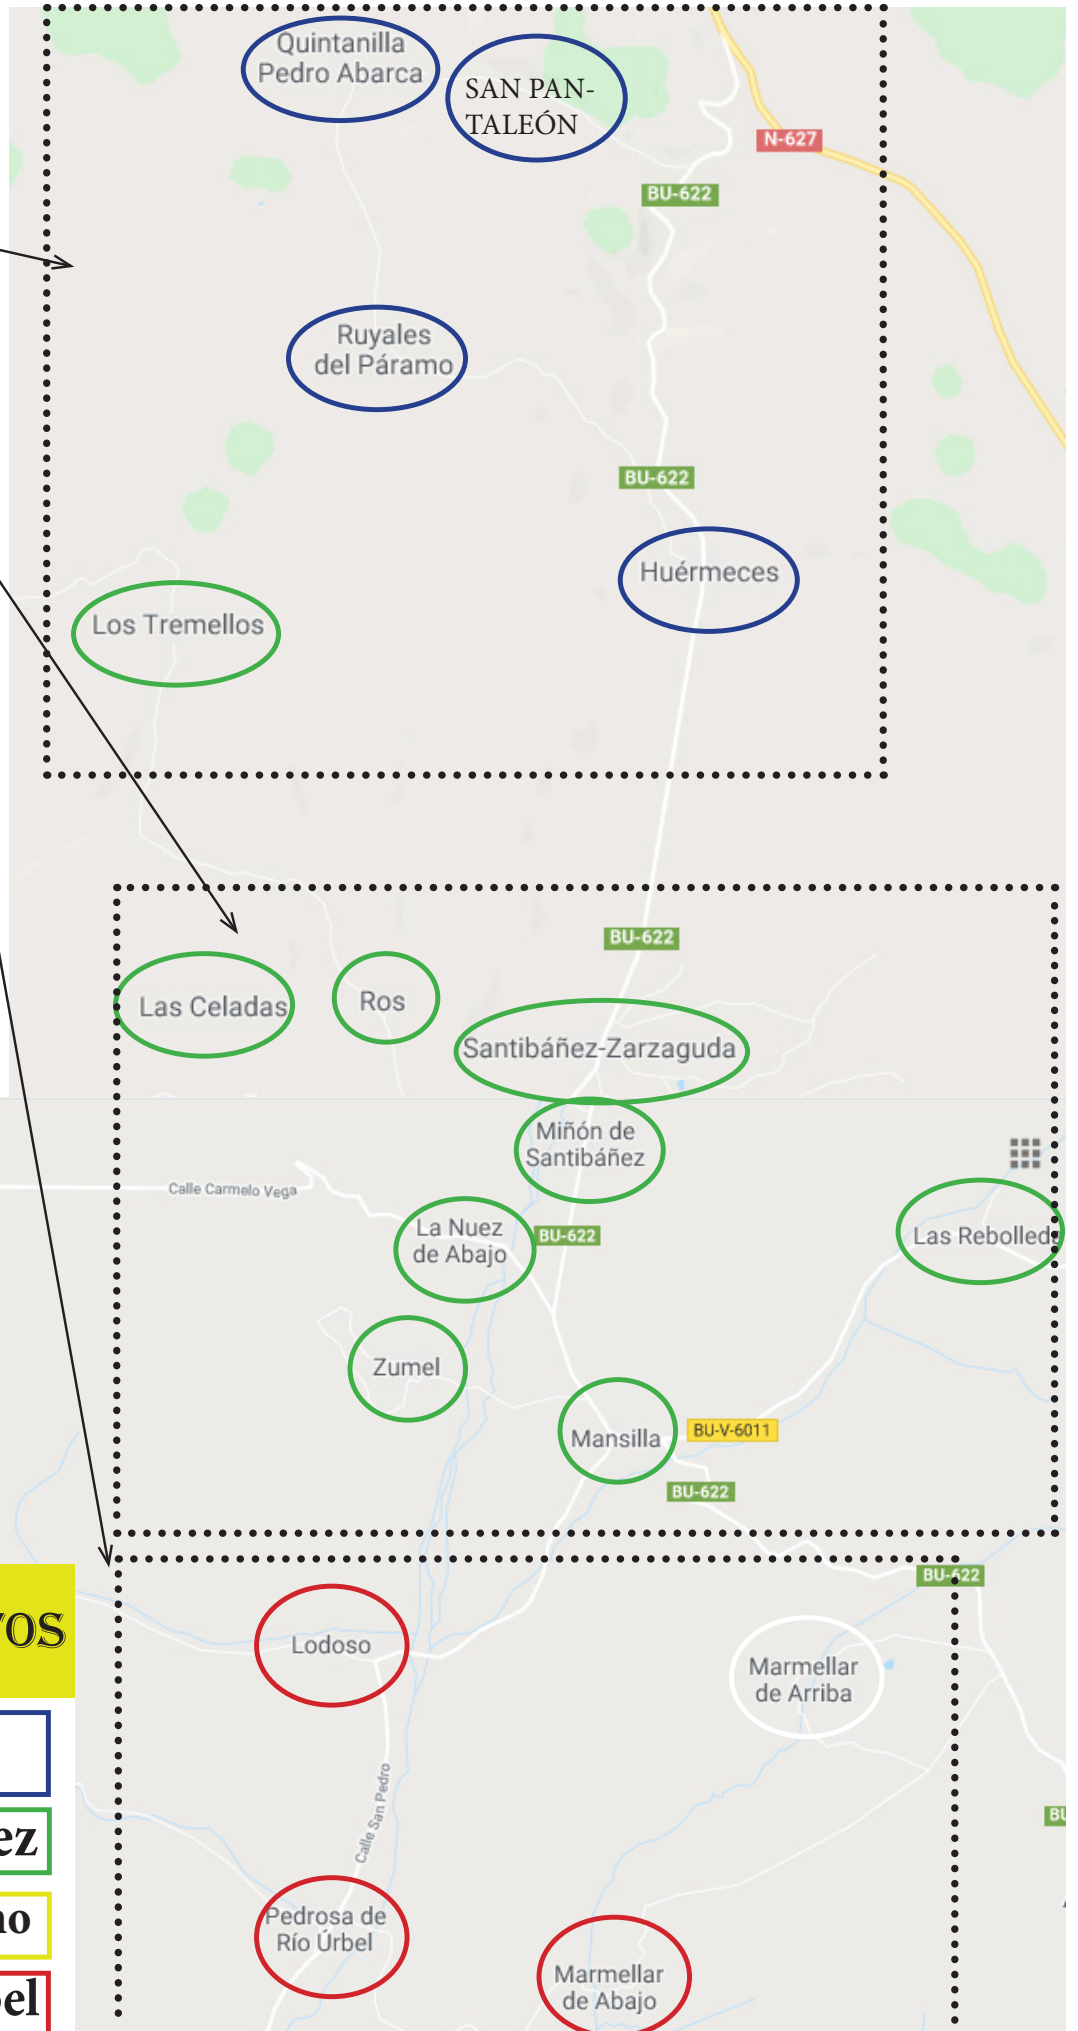 Quintanilla
Pedro Abarca
SAN PAN-
TALEÓN
N-627
BU-622
Ruyales
del Páramo
BU-622
Huérmeces
Los Tremellos
BU-622
Las Celadas
Ros
Santibáñez-Zarzaguda
Miñón de
Santibáñez
Calle Carmelo Vega
La Nuez
de Abajo
BU-622
Las Rebolleda
Zumel
Mansilla
BU-V-6011
BU-622
BU-622
VOS
Lodoso
Marmellar
de Arriba
Calle San Pedro
BU
ez
no
Pedrosa de
Río Úrbel
Marmellar
de Abajo
bel